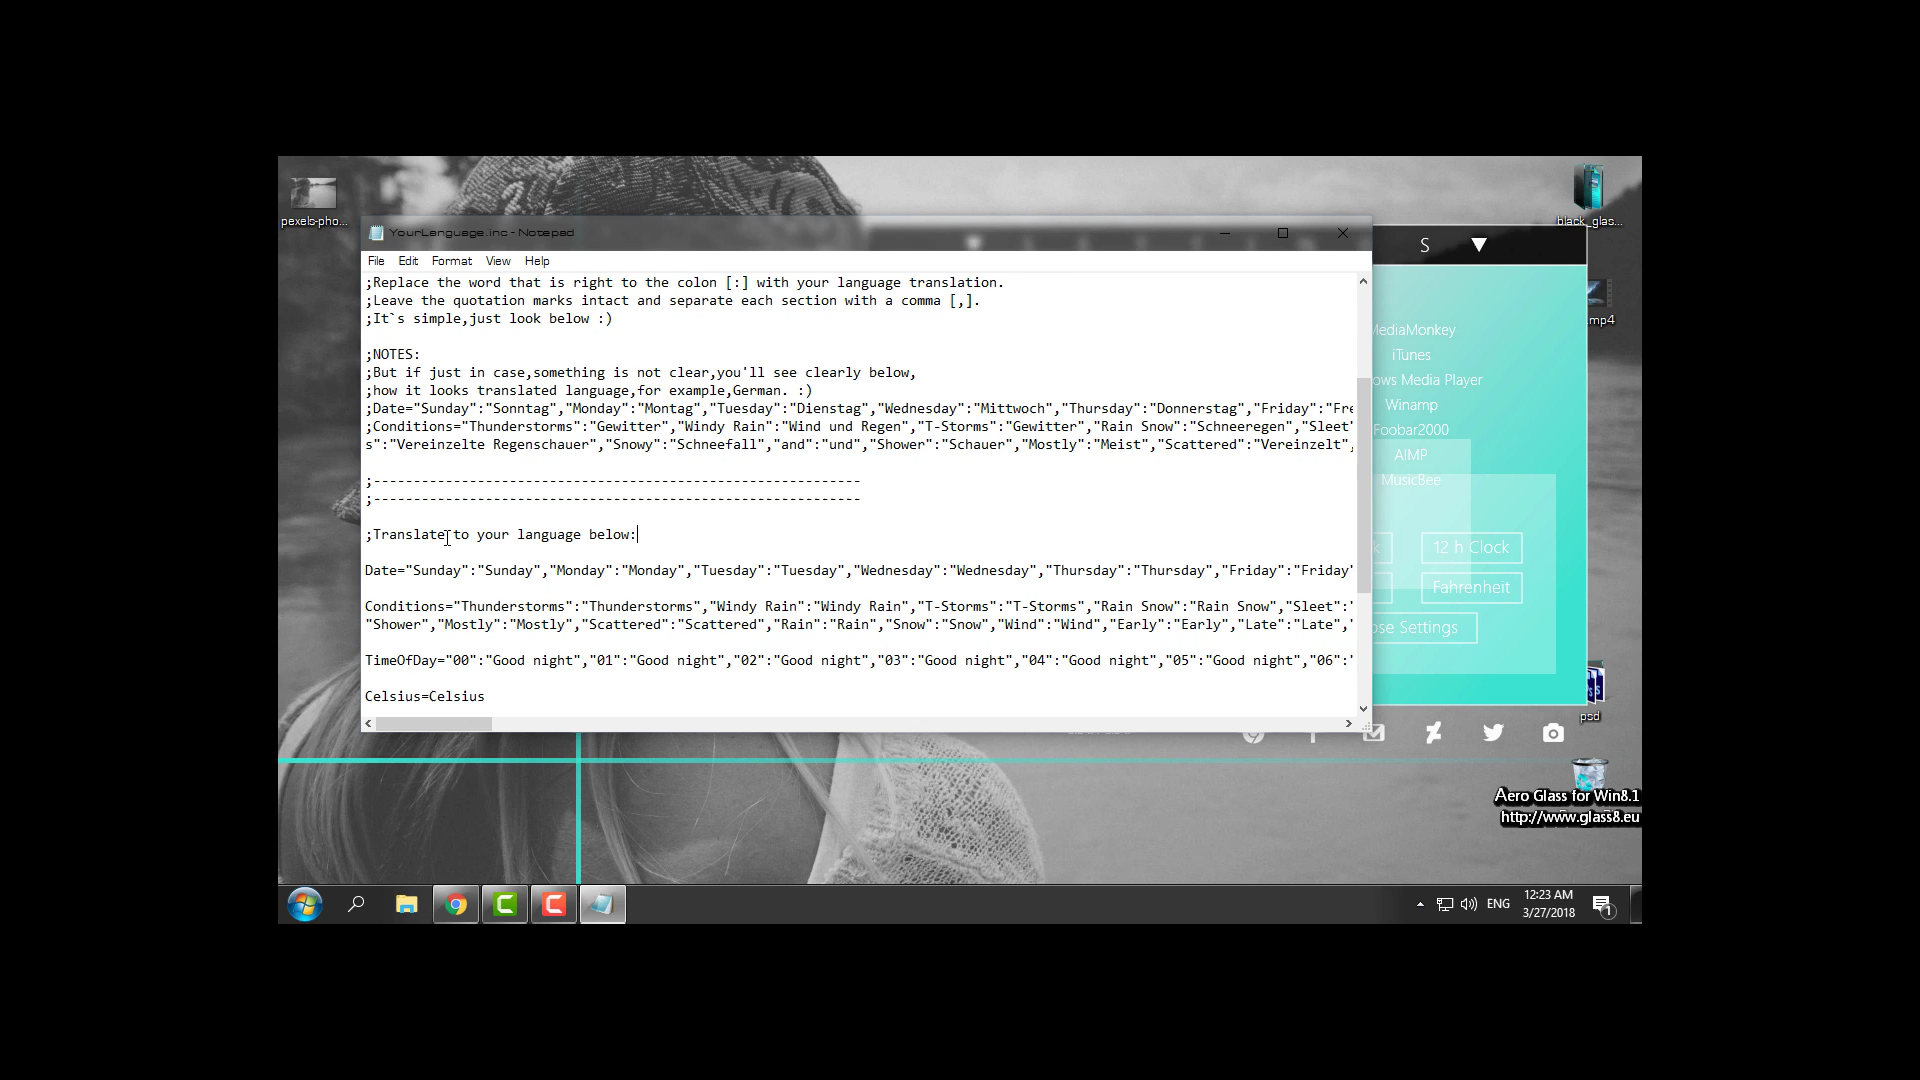 pexels-pho...
black_glas...
YourLanguage.inc - Notepad
File Edit Format View Help
;Replace the word that is right to the colon [:] with your language translation.
;Leave the quotation marks intact and separate each section with a comma [,].
;It`s simple,just look below :)
;NOTES:
;But if just in case,something is not clear,you'll see clearly below,
;how it looks translated language,for example,German. :)
;Date="Sunday":"Sonntag","Monday":"Montag","Tuesday":"Dienstag","Wednesday":"Mittwoch","Thursday":"Donnerstag","Friday":"Fre
;Conditions="Thunderstorms":"Gewitter","Windy Rain":"Wind und Regen","T-Storms":"Gewitter","Rain Snow":"Schneeregen","Sleet"
s":"Vereinzelte Regenschauer","Snowy":"Schneefall","and":"und","Shower":"Schauer","Mostly":"Meist","Scattered":"Vereinzelt",
;-------------------------------------------------------------
;-------------------------------------------------------------
;Translate to your language below:
Date="Sunday":"Sunday","Monday":"Monday","Tuesday":"Tuesday","Wednesday":"Wednesday","Thursday":"Thursday","Friday":"Friday"
Conditions="Thunderstorms":"Thunderstorms","Windy Rain":"Windy Rain","T-Storms":"T-Storms","Rain Snow":"Rain Snow","Sleet":"
"Shower","Mostly":"Mostly","Scattered":"Scattered","Rain":"Rain","Snow":"Snow","Wind":"Wind","Early":"Early","Late":"Late","
TimeOfDay="00":"Good night","01":"Good night","02":"Good night","03":"Good night","04":"Good night","05":"Good night","06":"
Celsius=Celsius
S
MediaMonkey
iTunes
ows Media Player
Winamp
Foobar2000
AIMP
MusicBee
k
12 h Clock
Fahrenheit
ose Settings
.mp4
psd
Aero Glass for Win8.1
http://www.glass8.eu
ENG
12:23 AM
3/27/2018
1